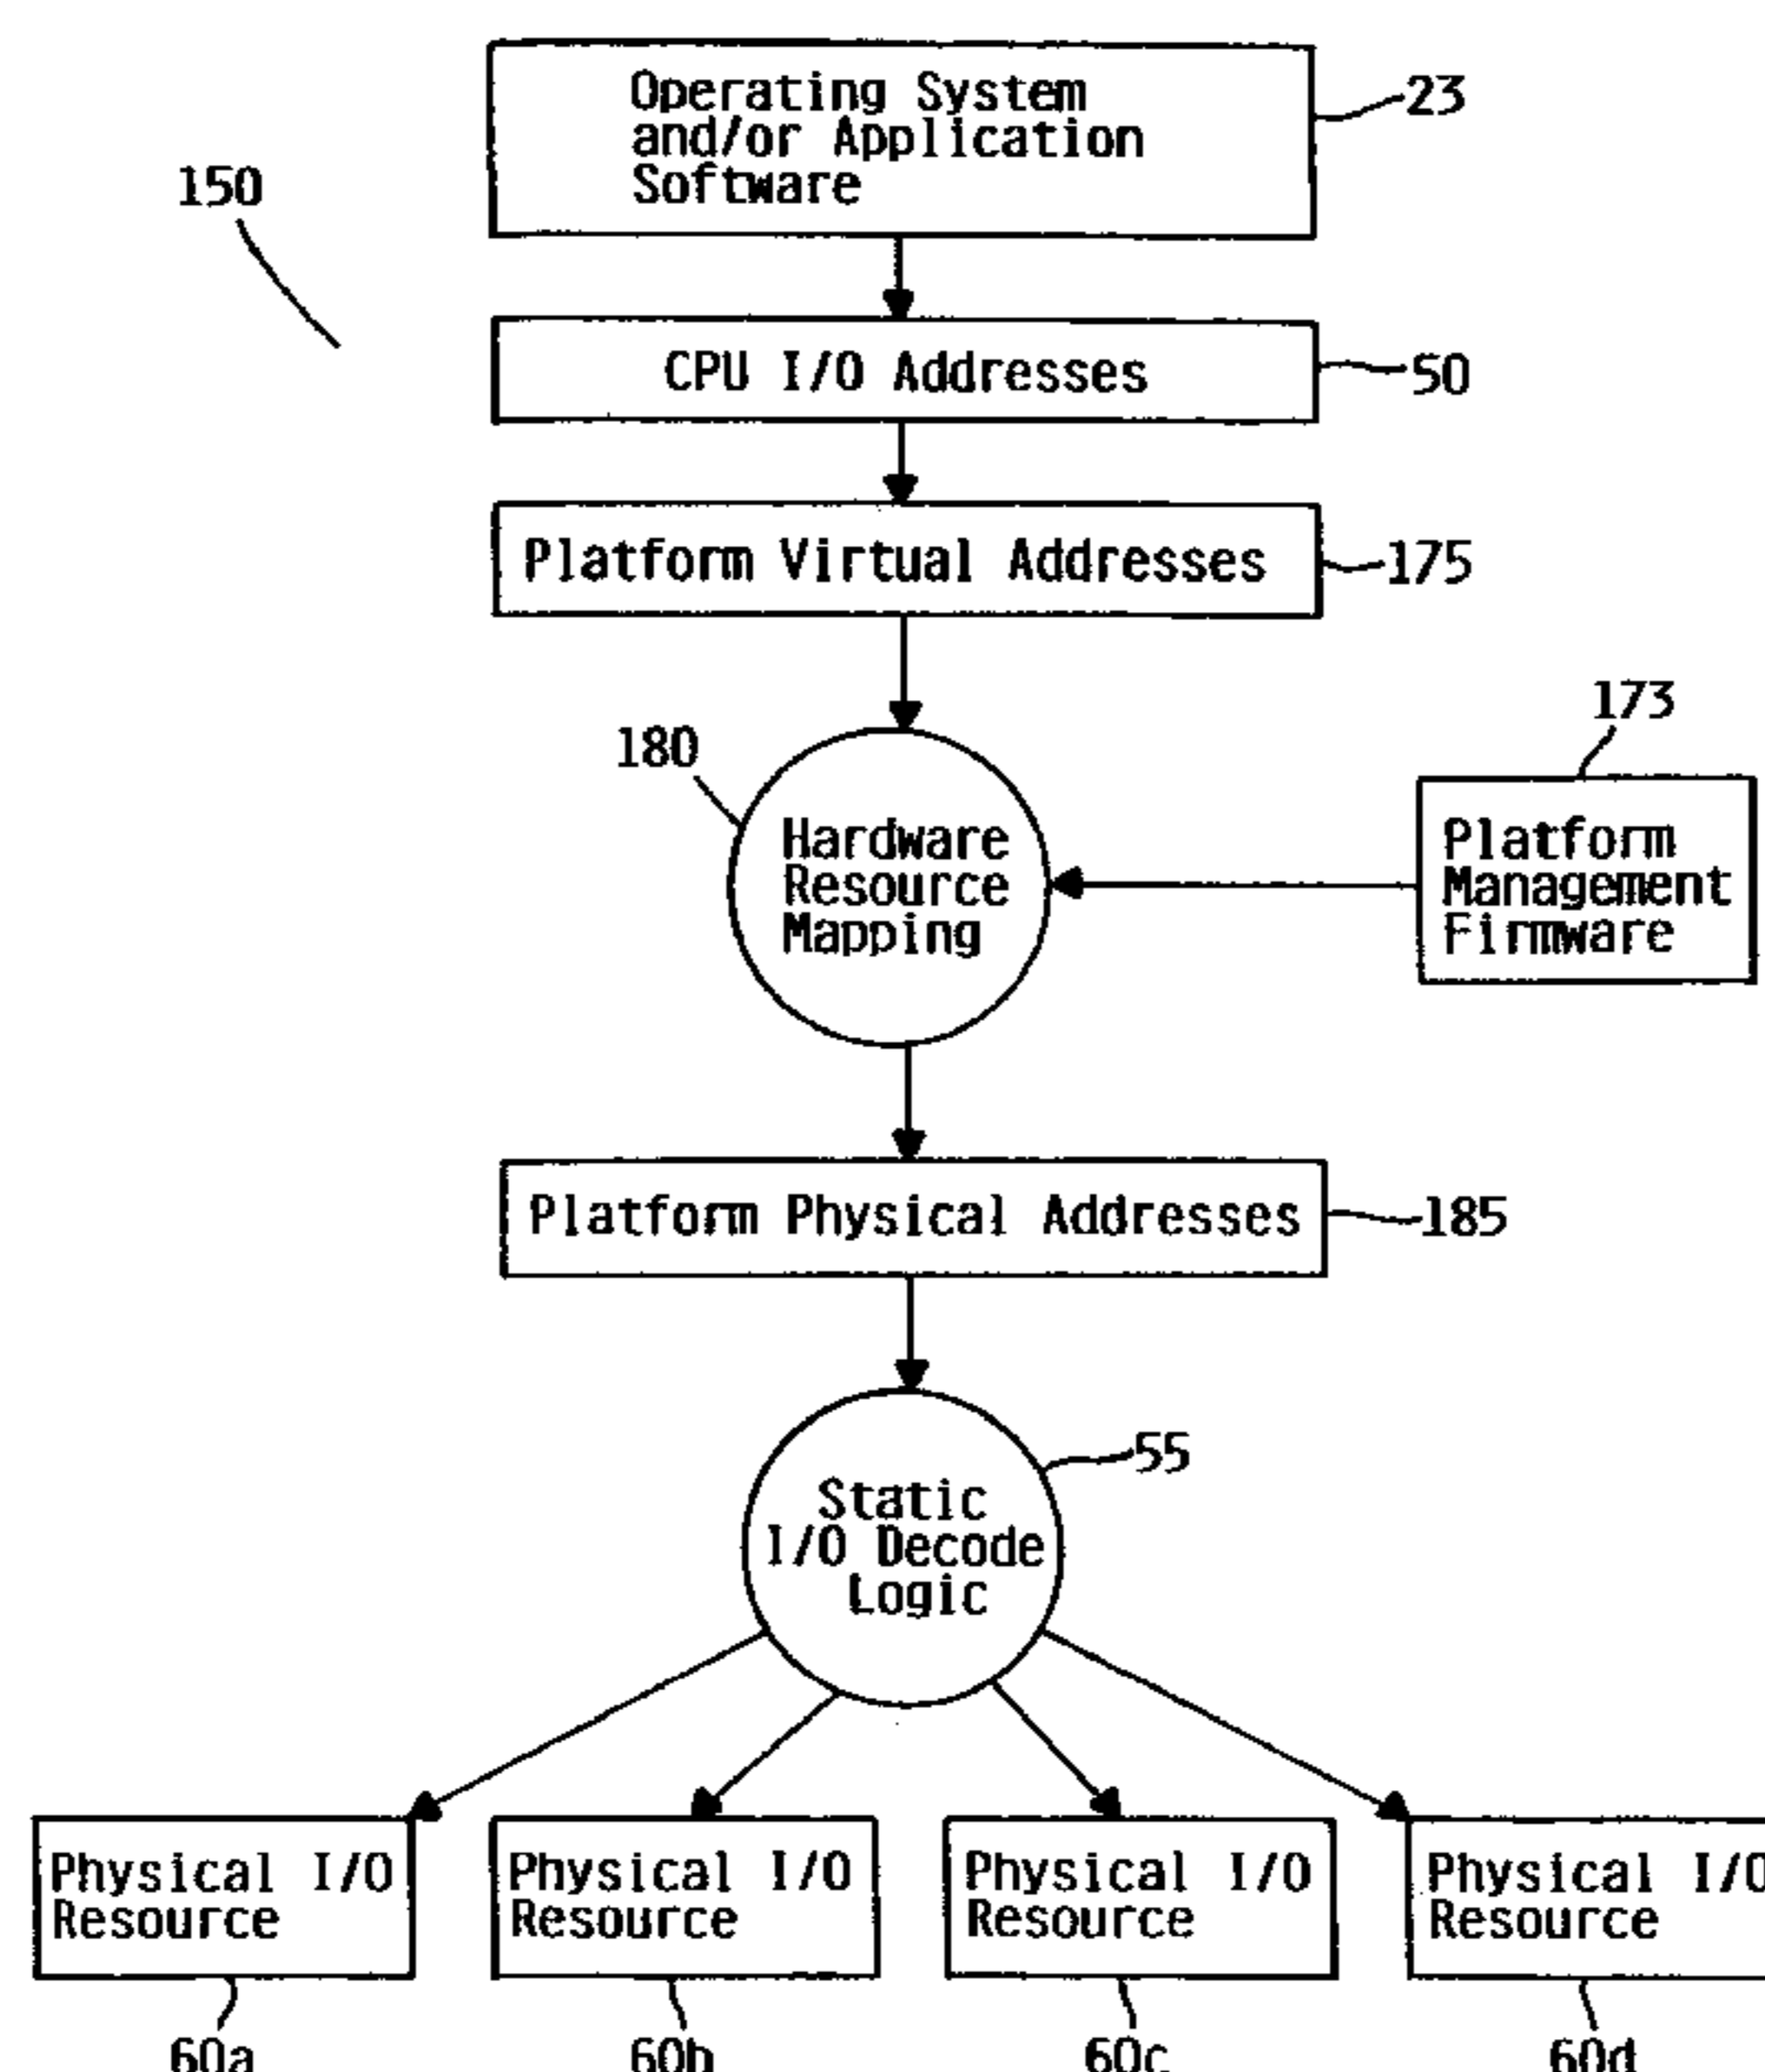 Operating System
and/or Application
Software
23
150
CPU I/O Addresses
50
Platform Virtual Addresses
175
173
180
Hardware
Resource
Mapping
Platform
Management
Firmware
Platform Physical Addresses
185
55
Static
I/O Decode
Logic
Physical I/O
Resource
Physical I/O
Resource
Physical I/O
Resource
Physical I/O
Resource
60a
60b
60c
60d